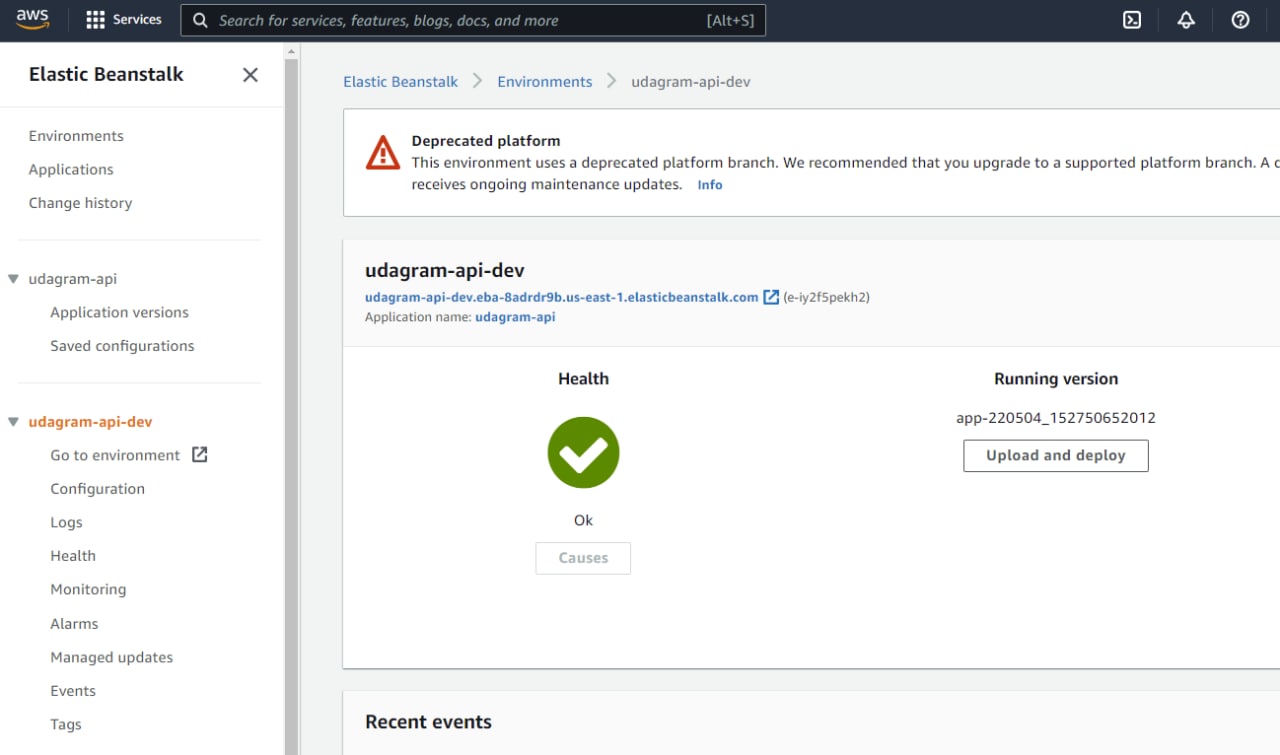 aws
Services
Search for services, features, blogs, docs, and more [Alt+S]
Elastic Beanstalk
Environments
Applications
Change history
udagram-api
Application versions
Saved configurations
udagram-api-dev
Go to environment
Configuration
Logs
Health
Monitoring
Alarms
Managed updates
Events
Tags
Elastic Beanstalk > Environments > udagram-api-dev
Deprecated platform
This environment uses a deprecated platform branch. We recommended that you upgrade to a supported platform branch. A
receives ongoing maintenance updates. Info
udagram-api-dev
udagram-api-dev.eba-8adrdr9b.us-east-1.elasticbeanstalk.com (e-iy2f5pekh2)
Application name: udagram-api
Health
Ok
Causes
Running version
app-220504_152750652012
Upload and deploy
Recent events